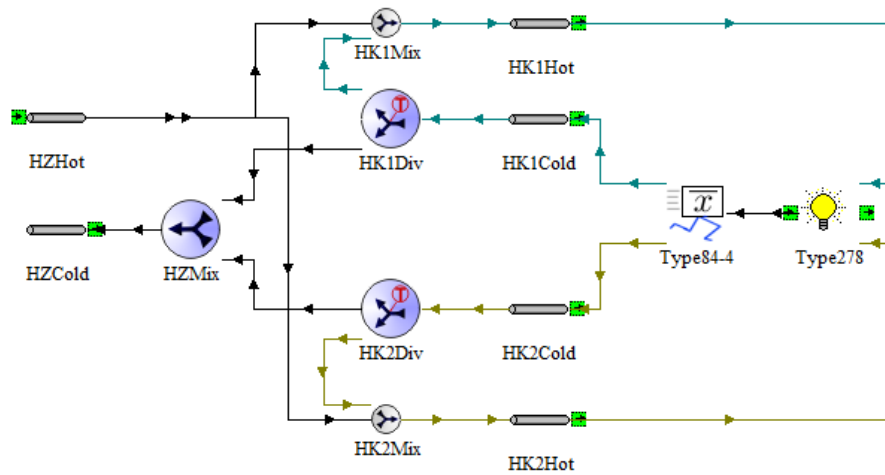 HK1Mix
HK1Hot
T
HZHot
HK1Div
HK1Cold
x
HZCold
HZMix
Type84-4
Type278
T
HK2Div
HK2Cold
HK2Mix
HK2Hot